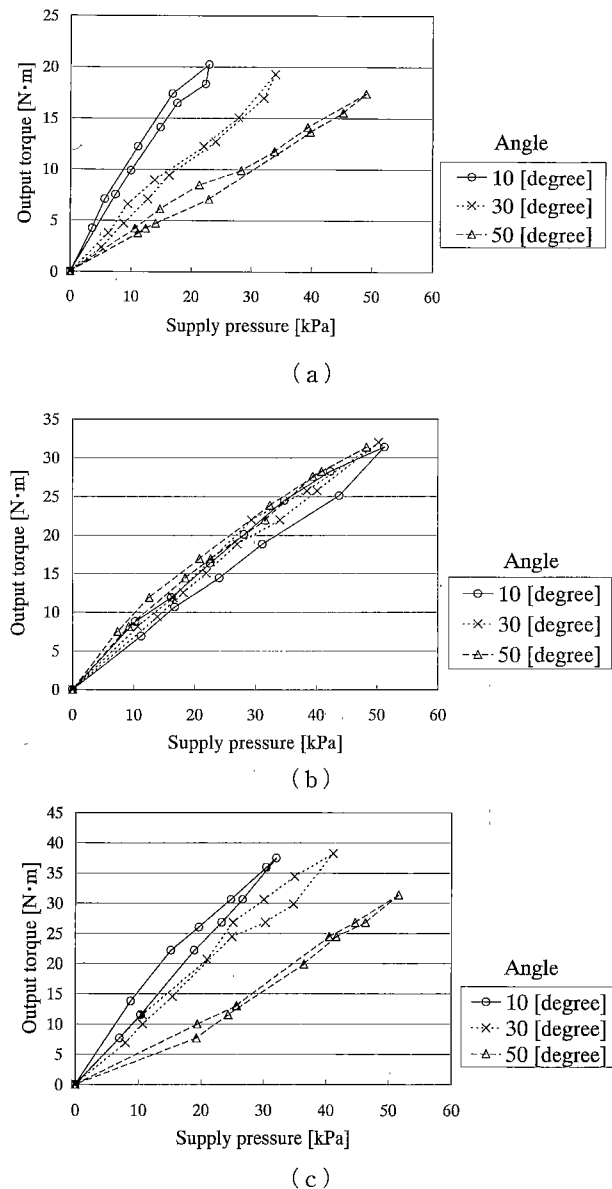 Output torque [N·m]
25
20
15
10
5
0
0 10 20 30 40 50 60
Supply pressure [kPa]
Angle
10 [degree]
30 [degree]
50 [degree]
(a)
Output torque [N·m]
35
30
25
20
15
10
5
0
0 10 20 30 40 50 60
Supply pressure [kPa]
Angle
10 [degree]
30 [degree]
50 [degree]
(b)
Output torque [N·m]
45
40
35
30
25
20
15
10
5
0
0 10 20 30 40 50 60
Supply pressure [kPa]
Angle
10 [degree]
30 [degree]
50 [degree]
(c)